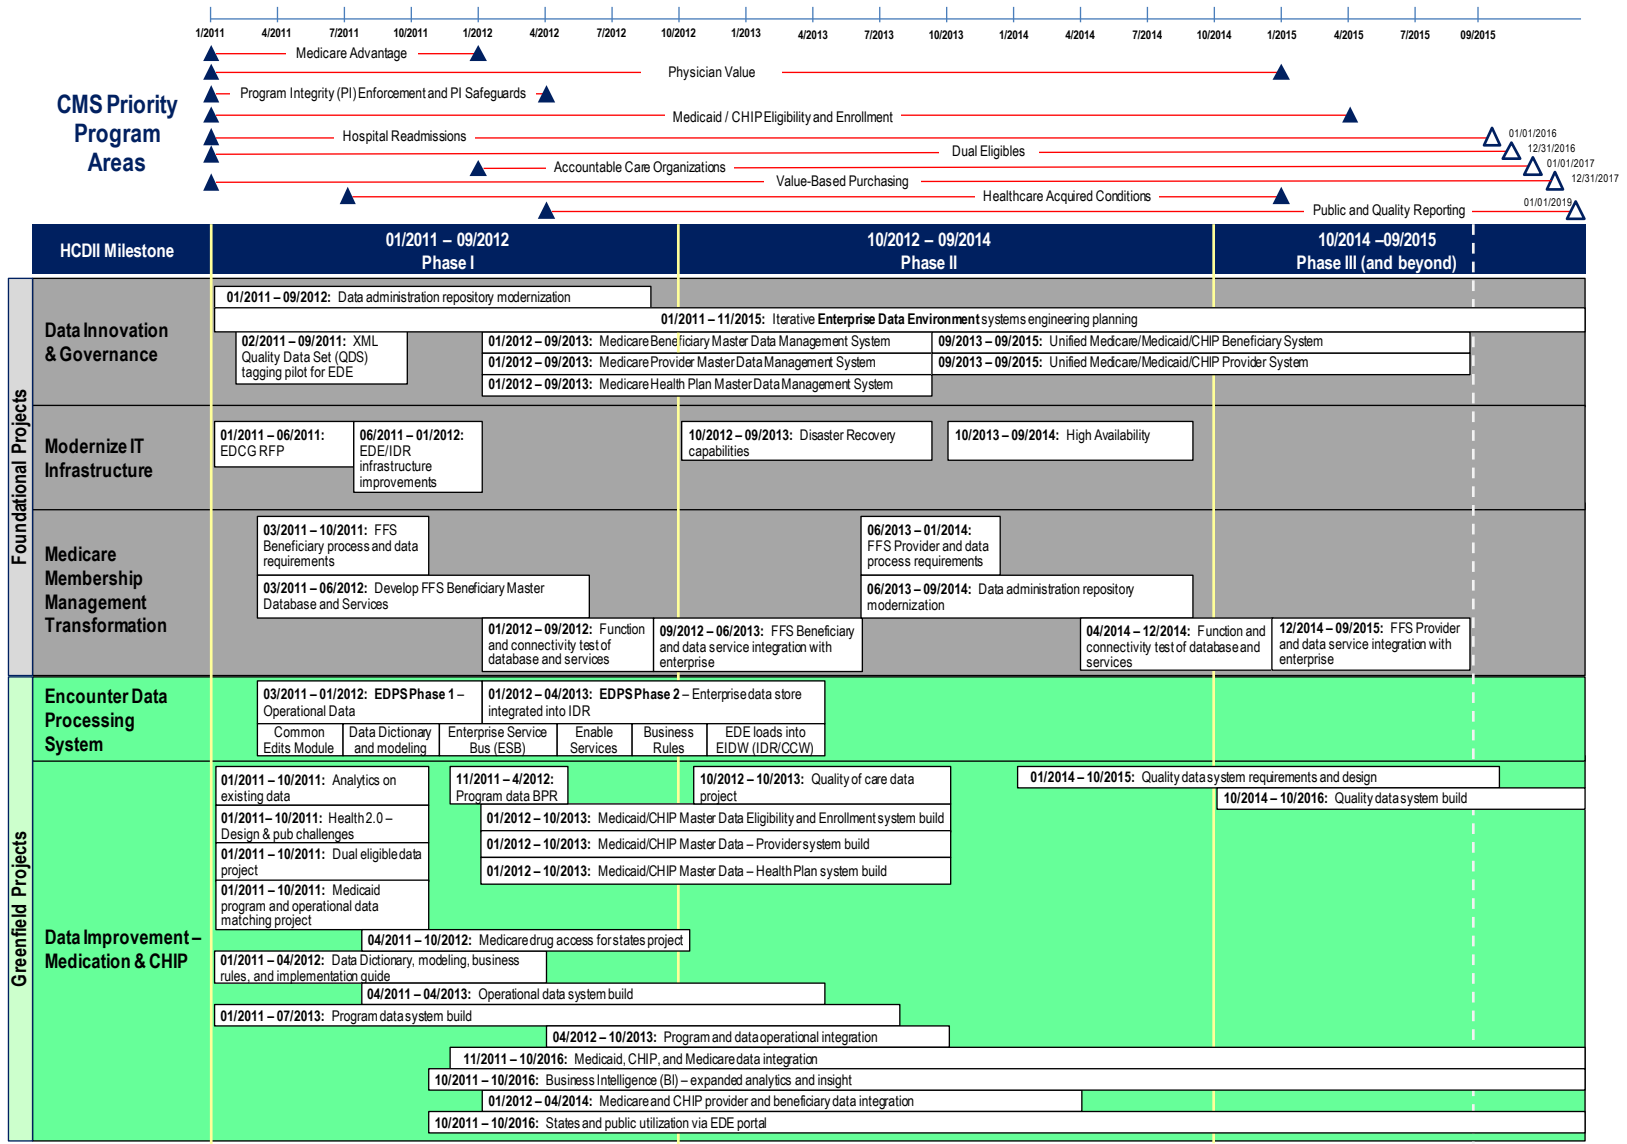 1/2011 4/2011 7/2011 10/2011 1/2012 4/2012 7/2012 10/2012 1/2013 4/2013 7/2013 10/2013 1/2014 4/2014 7/2014 10/2014 1/2015 4/2015 7/2015 09/2015
CMS Priority
Program
Areas
Medicare Advantage
Physician Value
Program Integrity (PI) Enforcement and PI Safeguards
Medicaid / CHIP Eligibility and Enrollment
Hospital Readmissions
01/01/2016
Dual Eligibles
12/31/2016
Accountable Care Organizations
01/01/2017
Value-Based Purchasing
12/31/2017
Healthcare Acquired Conditions
Public and Quality Reporting
01/01/2019
HCDII Milestone
01/2011 – 09/2012
Phase I
10/2012 – 09/2014
Phase II
10/2014 –09/2015
Phase III (and beyond)
Foundational Projects
Data Innovation
& Governance
01/2011 – 09/2012: Data administration repository modernization
01/2011 – 11/2015: Iterative Enterprise Data Environment systems engineering planning
02/2011 – 09/2011: XML
Quality Data Set (QDS)
tagging pilot for EDE
01/2012 – 09/2013: Medicare Beneficiary Master Data Management System
09/2013 – 09/2015: Unified Medicare/Medicaid/CHIP Beneficiary System
01/2012 – 09/2013: Medicare Provider Master Data Management System
09/2013 – 09/2015: Unified Medicare/Medicaid/CHIP Provider System
01/2012 – 09/2013: Medicare Health Plan Master Data Management System
Modernize IT
Infrastructure
01/2011 – 06/2011:
EDCG RFP
06/2011 – 01/2012:
EDE/IDR
infrastructure
improvements
10/2012 – 09/2013: Disaster Recovery
capabilities
10/2013 – 09/2014: High Availability
Medicare
Membership
Management
Transformation
03/2011 – 10/2011: FFS
Beneficiary process and data
requirements
03/2011 – 06/2012: Develop FFS Beneficiary Master
Database and Services
01/2012 – 09/2012: Function
and connectivity test of
database and services
09/2012 – 06/2013: FFS Beneficiary
and data service integration with
enterprise
06/2013 – 01/2014:
FFS Provider and data
process requirements
06/2013 – 09/2014: Data administration repository
modernization
04/2014 – 12/2014: Function and
connectivity test of database and
services
12/2014 – 09/2015: FFS Provider
and data service integration with
enterprise
Greenfield Projects
Encounter Data
Processing
System
03/2011 – 01/2012: EDPS Phase 1 –
Operational Data
01/2012 – 04/2013: EDPS Phase 2 – Enterprise data store
integrated into IDR
Common
Edits Module
Data Dictionary
and modeling
Enterprise Service
Bus (ESB)
Enable
Services
Business
Rules
EDE loads into
EIDW (IDR/CCW)
Data Improvement –
Medication & CHIP
01/2011 – 10/2011: Analytics on
existing data
01/2011– 10/2011: Health 2.0 –
Design & pub challenges
01/2011 – 10/2011: Dual eligible data
project
01/2011 – 10/2011: Medicaid
program and operational data
matching project
11/2011 – 4/2012:
Program data BPR
10/2012 – 10/2013: Quality of care data
project
01/2014 – 10/2015: Quality data system requirements and design
10/2014 – 10/2016: Quality data system build
01/2012 – 10/2013: Medicaid/CHIP Master Data Eligibility and Enrollment system build
01/2012 – 10/2013: Medicaid/CHIP Master Data – Provider system build
01/2012 – 10/2013: Medicaid/CHIP Master Data – Health Plan system build
04/2011 – 10/2012: Medicare drug access for states project
01/2011 – 04/2012: Data Dictionary, modeling, business
rules, and implementation guide
04/2011 – 04/2013: Operational data system build
01/2011 – 07/2013: Program data system build
04/2012 – 10/2013: Program and data operational integration
11/2011 – 10/2016: Medicaid, CHIP, and Medicare data integration
10/2011 – 10/2016: Business Intelligence (BI) – expanded analytics and insight
01/2012 – 04/2014: Medicare and CHIP provider and beneficiary data integration
10/2011 – 10/2016: States and public utilization via EDE portal